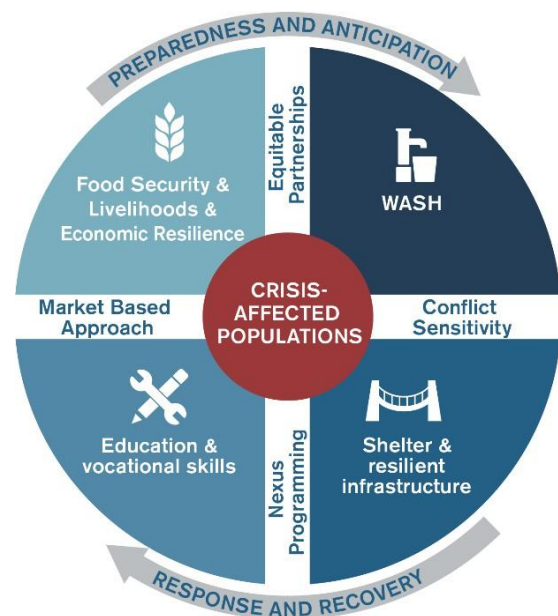 PREPAREDNESS AND ANTICIPATION
Food Security &
Livelihoods &
Economic Resilience
Equitable
Partnerships
WASH
Market Based
Approach
CRISIS-
AFFECTED
POPULATIONS
Conflict
Sensitivity
Education &
vocational skills
Nexus
Programming
Shelter &
resilient
infrastructure
RESPONSE AND RECOVERY